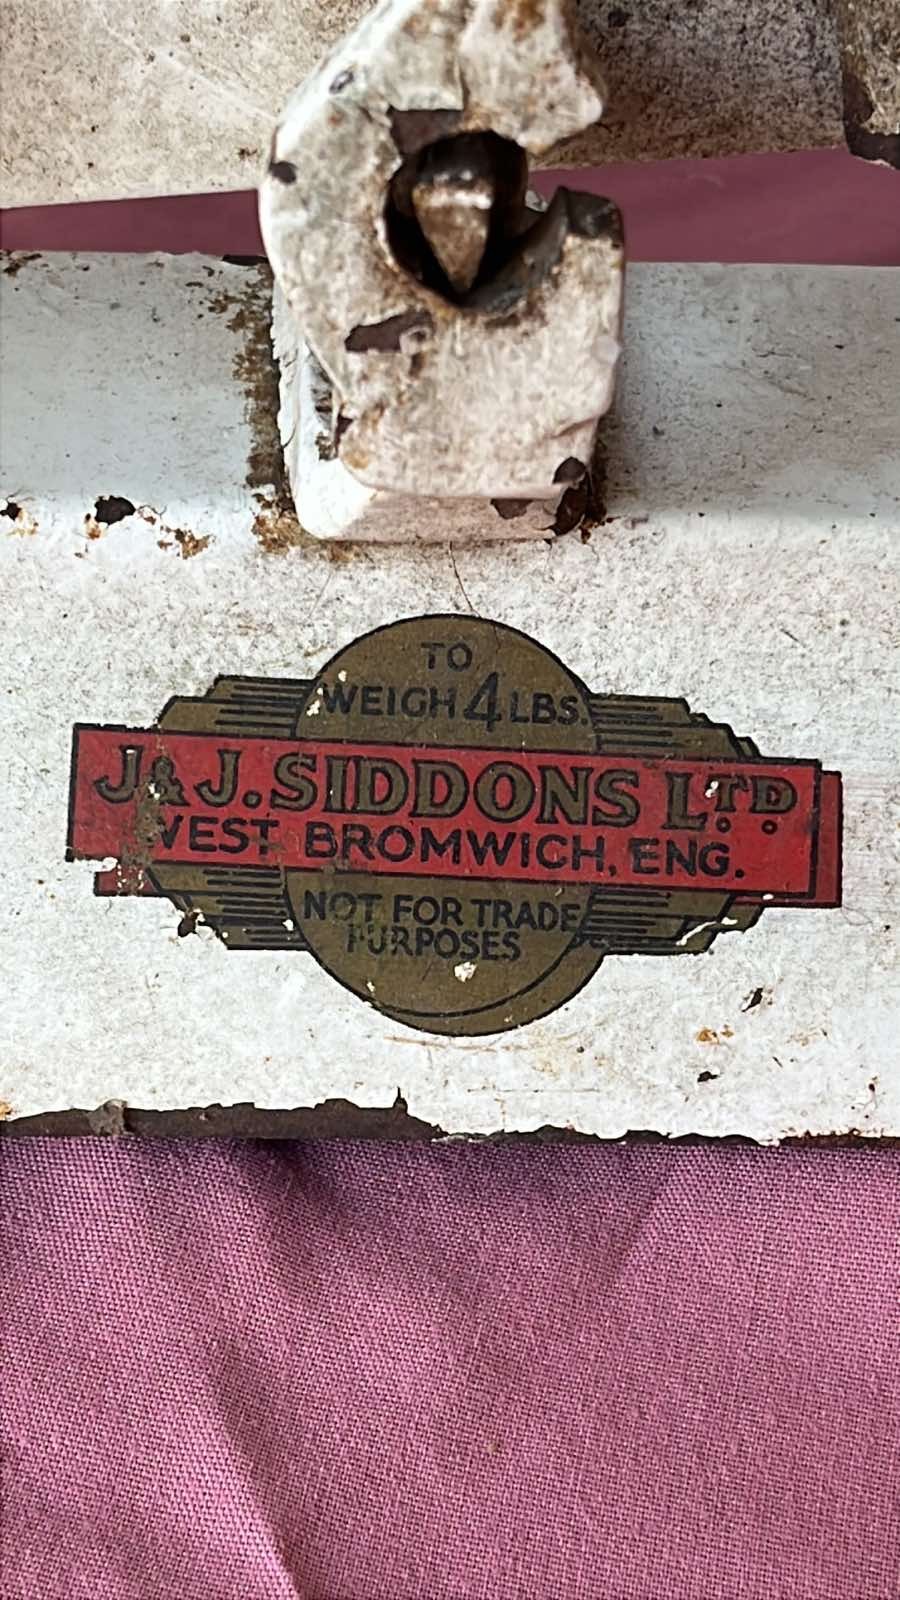 TO
WEIGH 4 LBS.
J & J. SIDDONS LTD.
WEST BROMWICH, ENG.
NOT FOR TRADE
PURPOSES